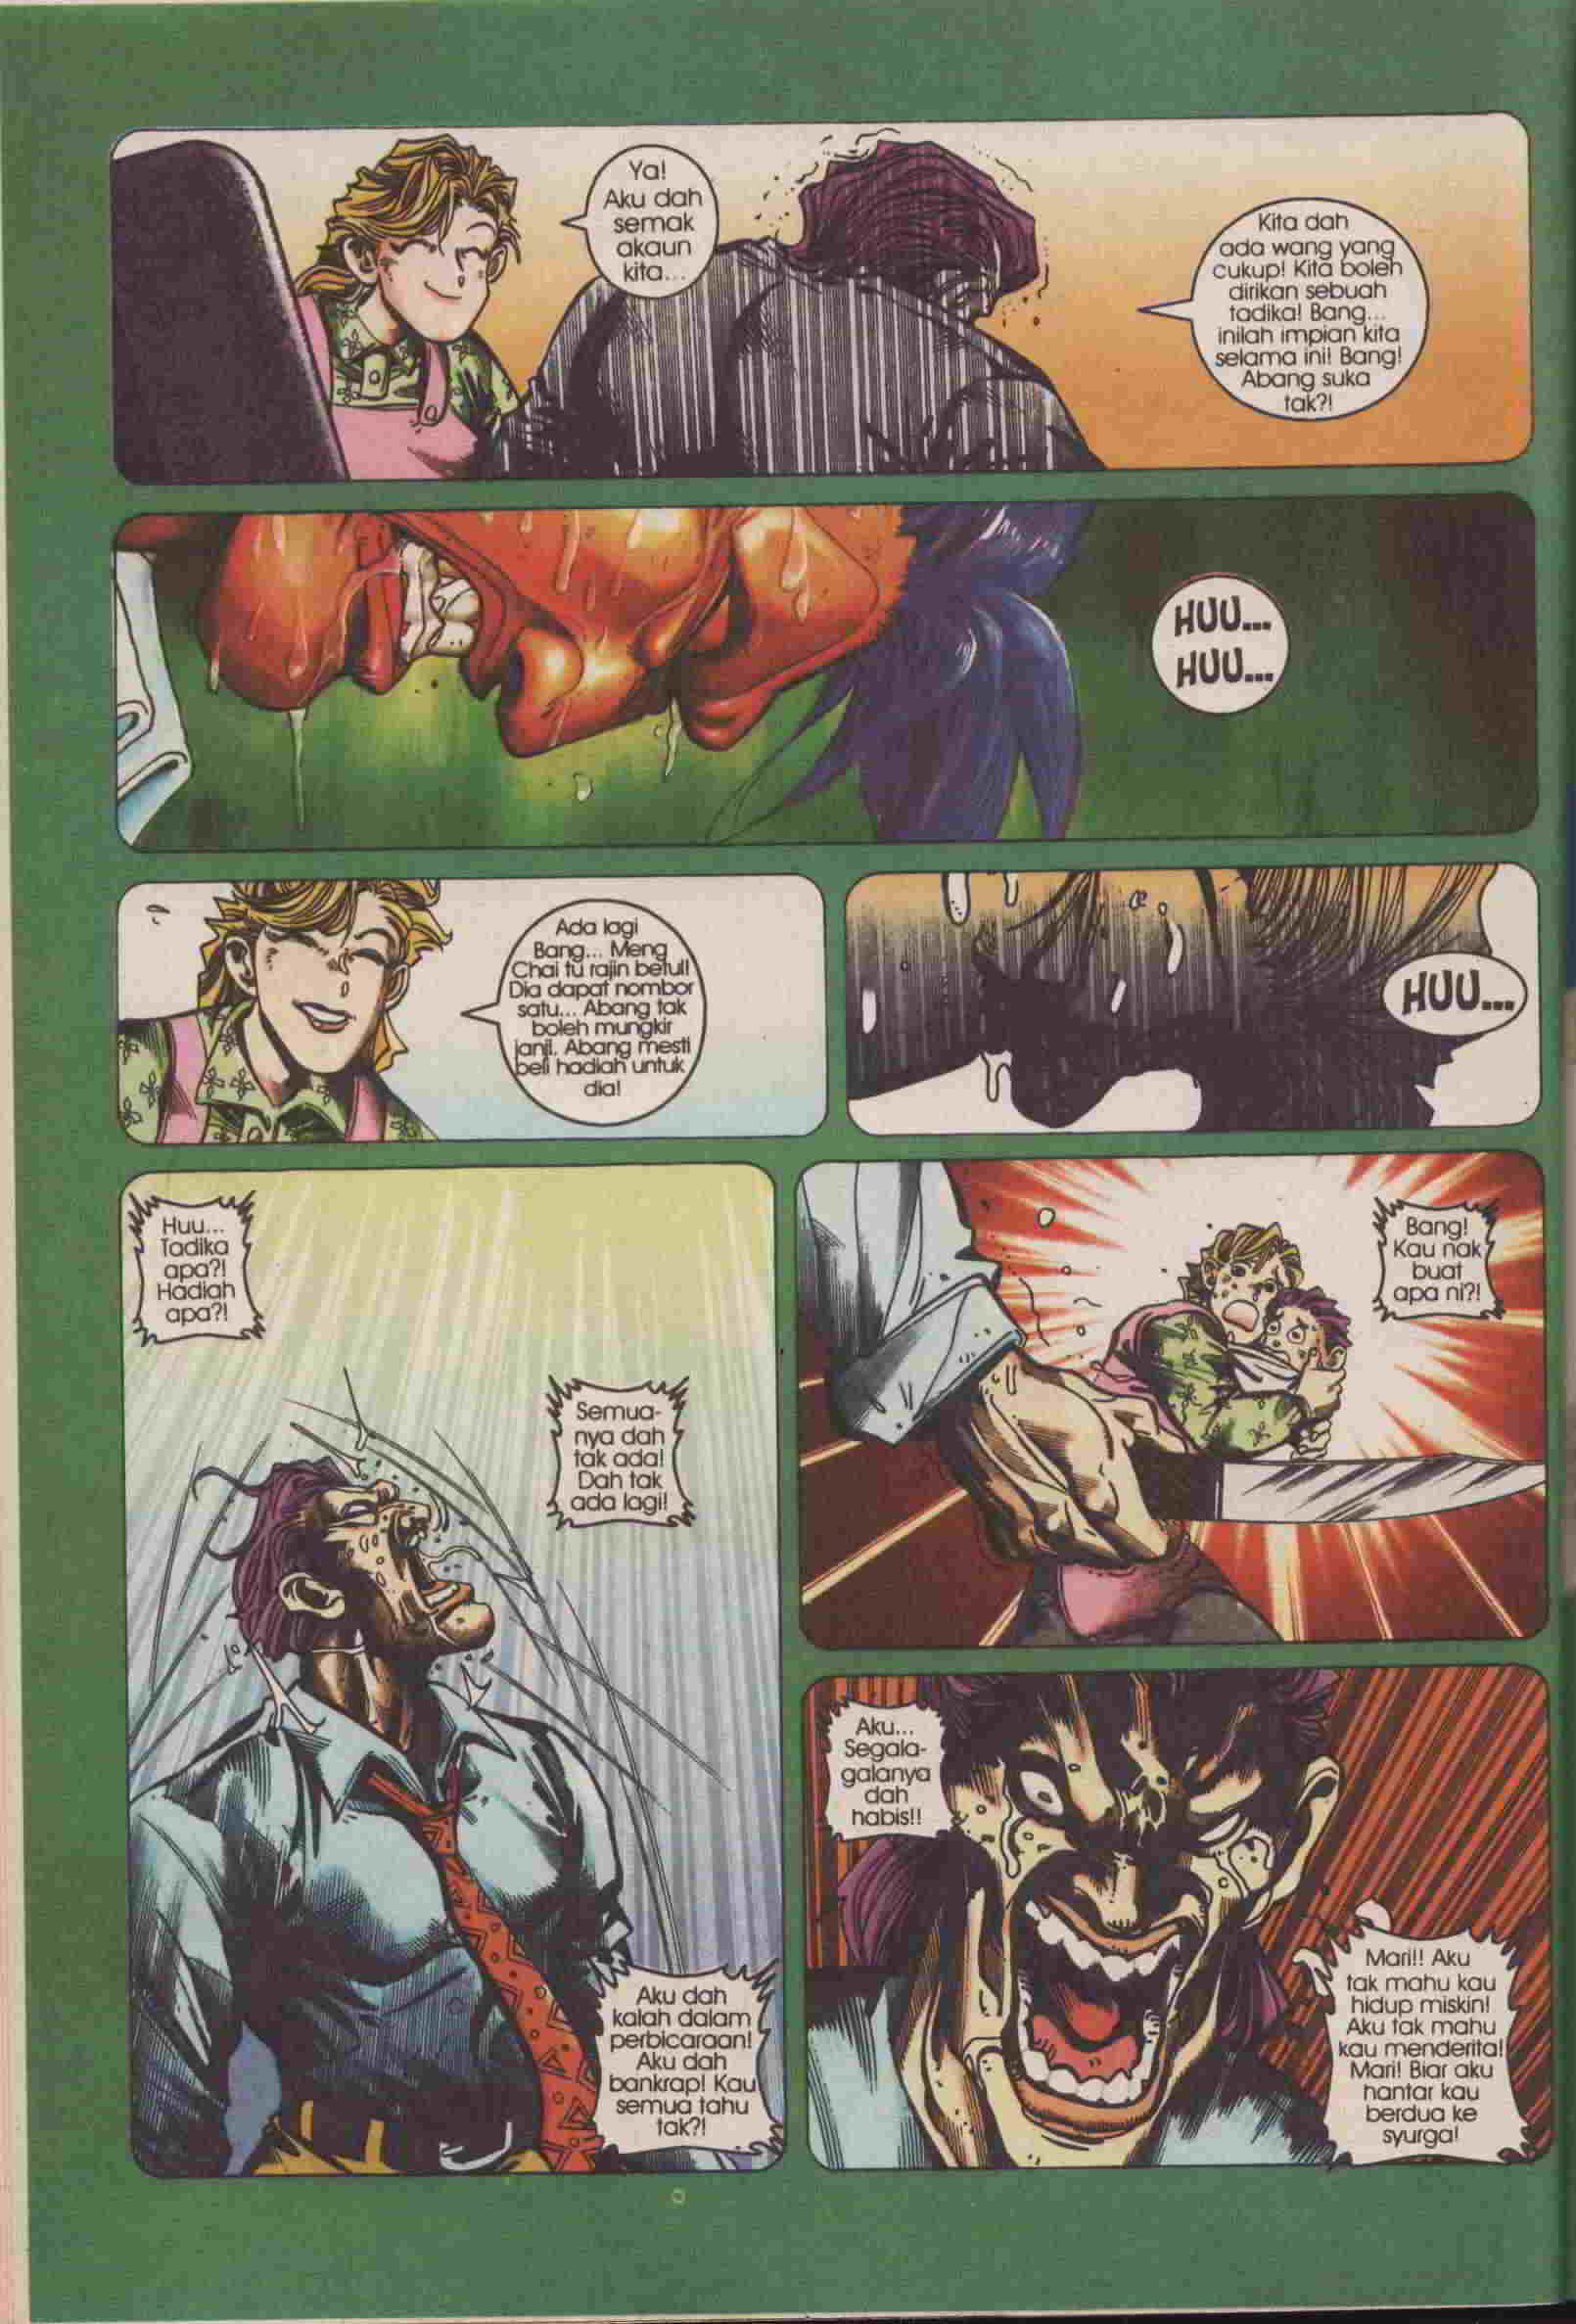 Ya!
Aku dah
semak
akaun
kita...
Kita dah
ada wang yang
cukup! Kita boleh
dirikan sebuah
tadika! Bang...
inilah impian kita
selama ini! Bang!
Abang suka
tak?!
HUU...
HUU...
Ada lagi
Bang... Meng
Chai tu rajin betul!
Dia dapat nombor
satu... Abang tak
boleh mungkir
janji. Abang mesti
beli hadiah untuk
dia!
HUU...
Huu...
Tadika
apa?!
Hadiah
apa?!
Semua-
nya dah
tak ada!
Dah tak
ada lagi!
Aku dah
kalah dalam
perbicaraan!
Aku dah
bankrap! Kau
semua tahu
tak?!
Bang!
Kau nak
buat
apa ni?!
Aku...
Segala-
galanya
dah
habis!!
Mari!! Aku
tak mahu kau
hidup miskin!
Aku tak mahu
kau menderita!
Mari! Biar aku
hantar kau
berdua ke
syurga!